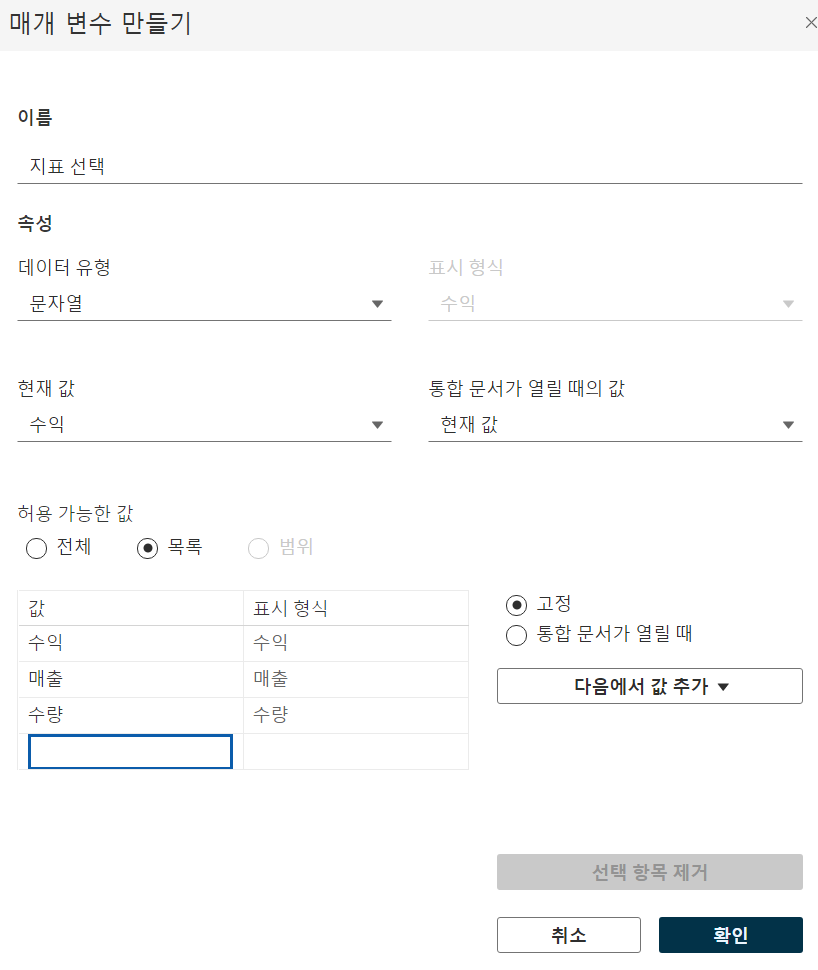 매개 변수 만들기
이름
지표 선택
속성
데이터 유형 표시 형식
문자열 수익
현재 값 통합 문서가 열릴 때의 값
수익 현재 값
허용 가능한 값
전체 목록 범위
값 표시 형식 고정
수익 수익 통합 문서가 열릴 때
매출 매출 다음에서 값 추가
수량 수량
선택 항목 제거
취소 확인